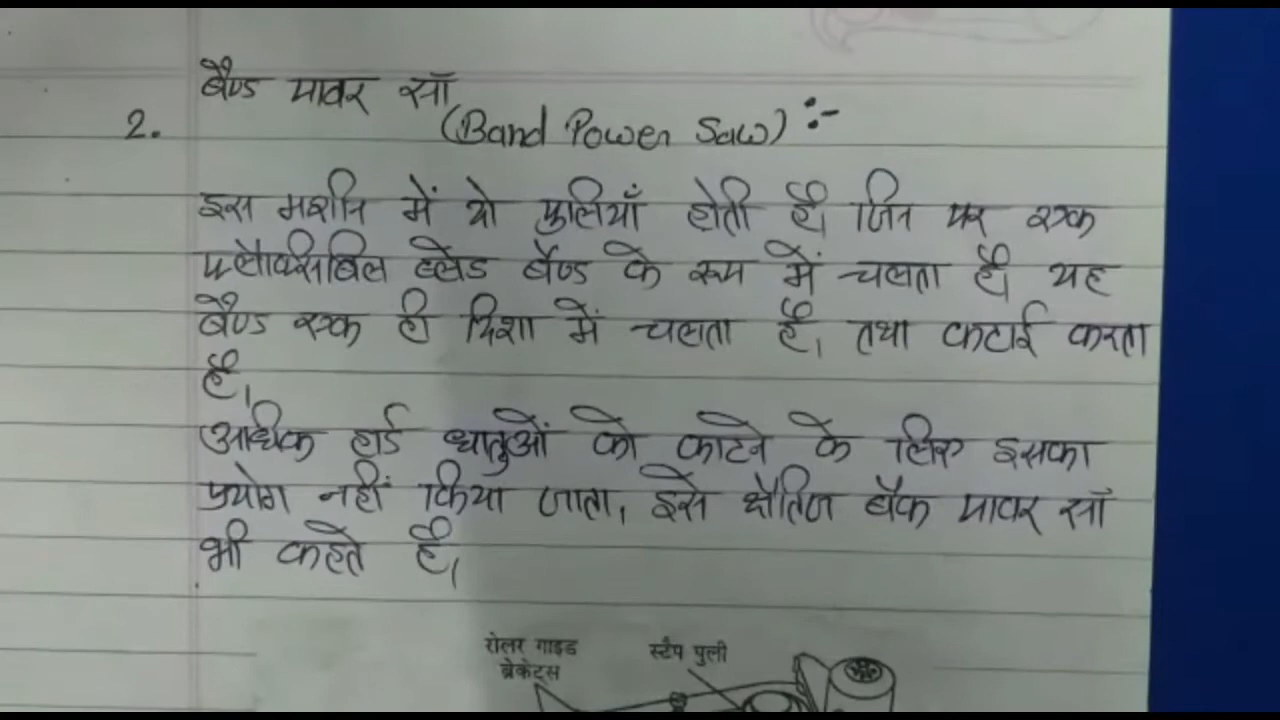 बैण्ड पावर सॉ
2. (Band Power Saw) :-
इस मशीन में दो पुलियाँ होती हैं। जिन पर एक
फ्लैक्सिबिल ब्लेड बैण्ड के रूप में चलता है। यह
बैण्ड एक ही दिशा में चलता है, तथा कटाई करता
है।
अधिक हार्ड धातुओं को काटने के लिए इसका
प्रयोग नहीं किया जाता, इसे क्षैतिज बैंक पावर सॉ
भी कहते हैं।
रोलर गाइड ब्रेकेट्स
स्टैप पुली